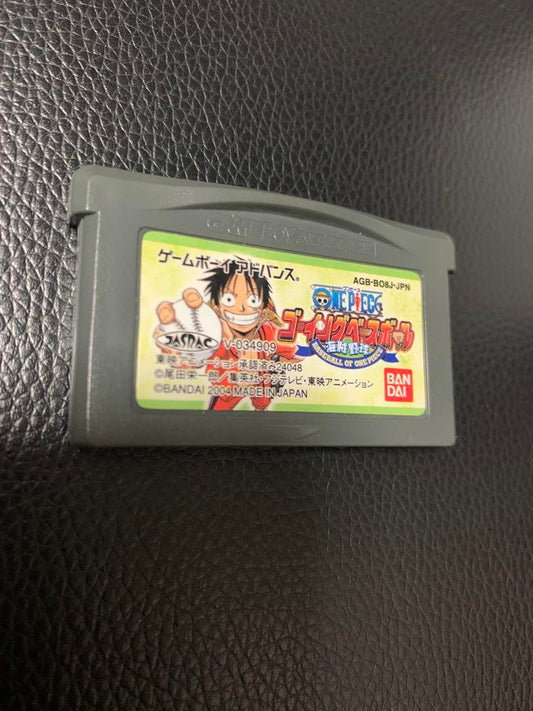 GAME BOY ADVANCE
ゲームボーイアドバンス®
AGB-BO8J-JPN
ONE PIECE
ゴーイングベースボール
海賊野球
BASEBALL OF ONE PIECE
JASRAC
V-034909
東映アニメーション承認済み24048
©尾田栄一郎/集英社・フジテレビ・東映アニメーション
©BANDAI 2004 MADE IN JAPAN
BAN
DAI